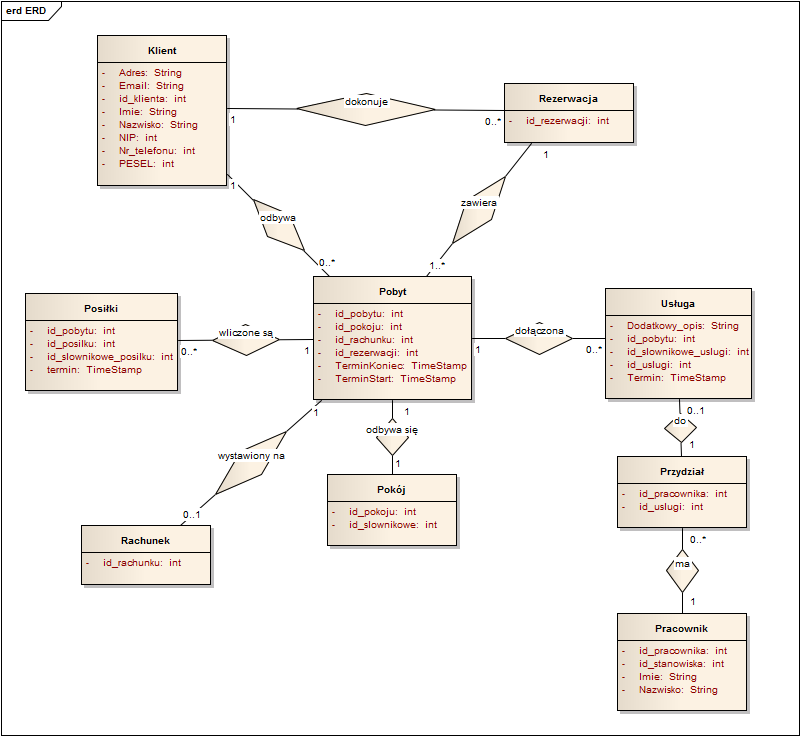 erd ERD
Klient
- Adres: String
- Email: String
- id_klienta: int
- Imie: String
- Nazwisko: String
- NIP: int
- Nr_telefonu: int
- PESEL: int
1
dokonuje
0..*
Rezerwacja
- id_rezerwacji: int
1
odbywa
0..*
1
zawiera
1..*
Pobyt
- id_pobytu: int
- id_pokoju: int
- id_rachunku: int
- id_rezerwacji: int
- TerminKoniec: TimeStamp
- TerminStart: TimeStamp
Posiłki
- id_pobytu: int
- id_posilku: int
- id_slownikowe_posilku: int
- termin: TimeStamp
0..*
wliczone są
1
1
dołączona
0..*
Usługa
- Dodatkowy_opis: String
- id_pobytu: int
- id_slownikowe_uslugi: int
- id_uslugi: int
- Termin: TimeStamp
1
wystawiony na
0..1
Rachunek
- id_rachunku: int
1
odbywa się
1
Pokój
- id_pokoju: int
- id_slownikowe: int
0..1
do
1
Przydział
- id_pracownika: int
- id_uslugi: int
0..*
ma
1
Pracownik
- id_pracownika: int
- id_stanowiska: int
- Imie: String
- Nazwisko: String